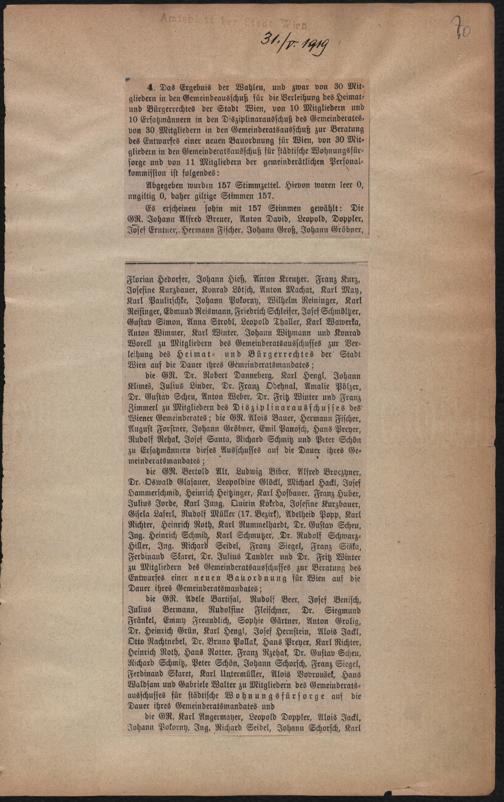 Amtsblatt der Stadt Wien
31./V. 1919
70
4. Das Ergebnis der Wahlen, und zwar von 30 Mit-
gliedern in den Gemeindeausschuß für die Verleihung des Heimat-
und Bürgerrechtes der Stadt Wien, von 10 Mitgliedern und
10 Ersatzmännern in den Disziplinarausschuß des Gemeinderates,
von 30 Mitgliedern in den Gemeinderatsausschuß zur Beratung
des Entwurfes einer neuen Bauordnung für Wien, von 30 Mit-
gliedern in den Gemeinderatsausschuß für städtische Wohnungsfür-
sorge und von 11 Mitgliedern der gemeinderätlichen Personal-
kommission ist folgendes:
Abgegeben wurden 157 Stimmzettel. Hievon waren leer 0,
ungiltig 0, daher giltige Stimmen 157.
Es erscheinen sohin mit 157 Stimmen gewählt: Die
GR. Johann Alfred Breuer, Anton David, Leopold, Doppler,
Josef Erntner, Hermann Fischer, Johann Groß, Johann Gröbner,
Florian Hedorfer, Johann Hieß, Anton Kreutzer, Franz Kurz,
Josefine Kurzbauer, Konrad Lötsch, Anton Machat, Karl May,
Karl Paulitschke, Johann Pokorny, Wilhelm Reininger, Karl
Reisinger, Edmund Reismann, Friedrich Schleifer, Josef Schmölzer,
Gustav Simon, Anna Strobl, Leopold Thaller, Karl Wawerka,
Anton Wimmer, Karl Winter, Johann Witzmann und Konrad
Worell zu Mitgliedern des Gemeinderatsausschusses zur Ver-
leihung des Heimat- und Bürgerrechtes der Stadt
Wien auf die Dauer ihres Gemeinderatsmandates;
die GR. Dr. Robert Danneberg, Karl Hengl, Johann
Klimes, Julius Linder, Dr. Franz Odehnal, Amalie Pölzer,
Dr. Gustav Scheu, Anton Weber, Dr. Fritz Winter und Franz
Zimmerl zu Mitgliedern des Disziplinarausschusses des
Wiener Gemeinderates; die GR. Alois Bauer, Hermann Fischer,
August Forstner, Johann Gröbner, Emil Panosch, Hans Preyer,
Rudolf Rehak, Josef Santa, Richard Schmitz und Peter Schön
zu Ersatzmännern dieses Ausschusses auf die Dauer ihres Ge-
meinderatsmandates;
die GR. Bertold Alt, Ludwig Biber, Alfred Broczyner,
Dr. Oswald Glasauer, Leopoldine Glöckl, Michael Hackl, Josef
Hammerschmid, Heinrich Heitzinger, Karl Hofbauer, Franz Huber,
Julius Jorde, Karl Jung, Quirin Kokrda, Josefine Kurzbauer,
Gisela Laferl, Rudolf Müller (17. Bezirk), Adelheid Popp, Karl
Richter, Heinrich Roth, Karl Rummelhardt, Dr. Gustav Scheu,
Ing. Heinrich Schmid, Karl Schmutzer, Dr. Rudolf Schwarz-
Hiller, Ing. Richard Seidel, Franz Siegel, Franz Siska,
Ferdinand Skaret, Dr. Julius Tandler und Dr. Fritz Winter
zu Mitgliedern des Gemeinderatsausschusses zur Beratung des
Entwurfes einer neuen Bauordnung für Wien auf die
Dauer ihres Gemeinderatsmandates;
die GR. Adele Bartisal, Rudolf Beer, Josef Benisch,
Julius Bermann, Rudolfine Fleischner, Dr. Siegmund
Fränkel, Emmy Freundlich, Sophie Gärtner, Anton Grolig,
Dr. Heinrich Grün, Karl Hengl, Josef Hernstein, Alois Jackl,
Otto Nachtnebel, Dr. Bruno Pollak, Hans Preyer, Karl Richter,
Heinrich Roth, Hans Rotter, Franz Rzehak, Dr. Gustav Scheu,
Richard Schmitz, Peter Schön, Johann Schorsch, Franz Siegel,
Ferdinand Skaret, Karl Untermüller, Alois Vavrousek, Hans
Waldsam und Gabriele Walter zu Mitgliedern des Gemeinderats-
ausschusses für städtische Wohnungsfürsorge auf die
Dauer ihres Gemeinderatsmandates und
die GR. Karl Angermayer, Leopold Doppler, Alois Jackl,
Johann Pokorny, Ing. Richard Seidel, Johann Schorsch, Karl